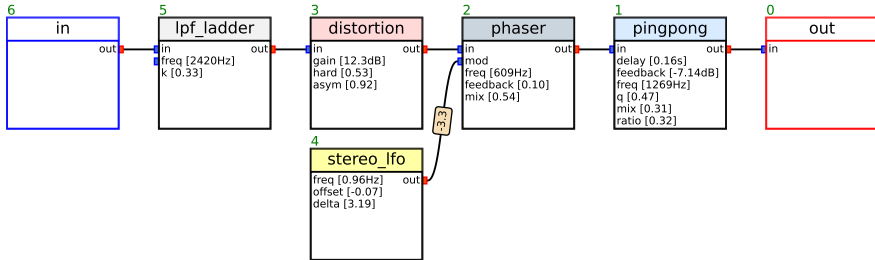 6
in
out
5
lpf_ladder
in
out
freq [2420Hz]
k [0.33]
3
distortion
in
out
gain [12.3dB]
hard [0.53]
asym [0.92]
2
phaser
in
out
mod
freq [609Hz]
feedback [0.10]
mix [0.54]
1
pingpong
in
out
delay [0.16s]
feedback [-7.14dB]
freq [1269Hz]
q [0.47]
mix [0.31]
ratio [0.32]
0
out
in
-3.3
4
stereo_lfo
freq [0.96Hz]
out
offset [-0.07]
delta [3.19]